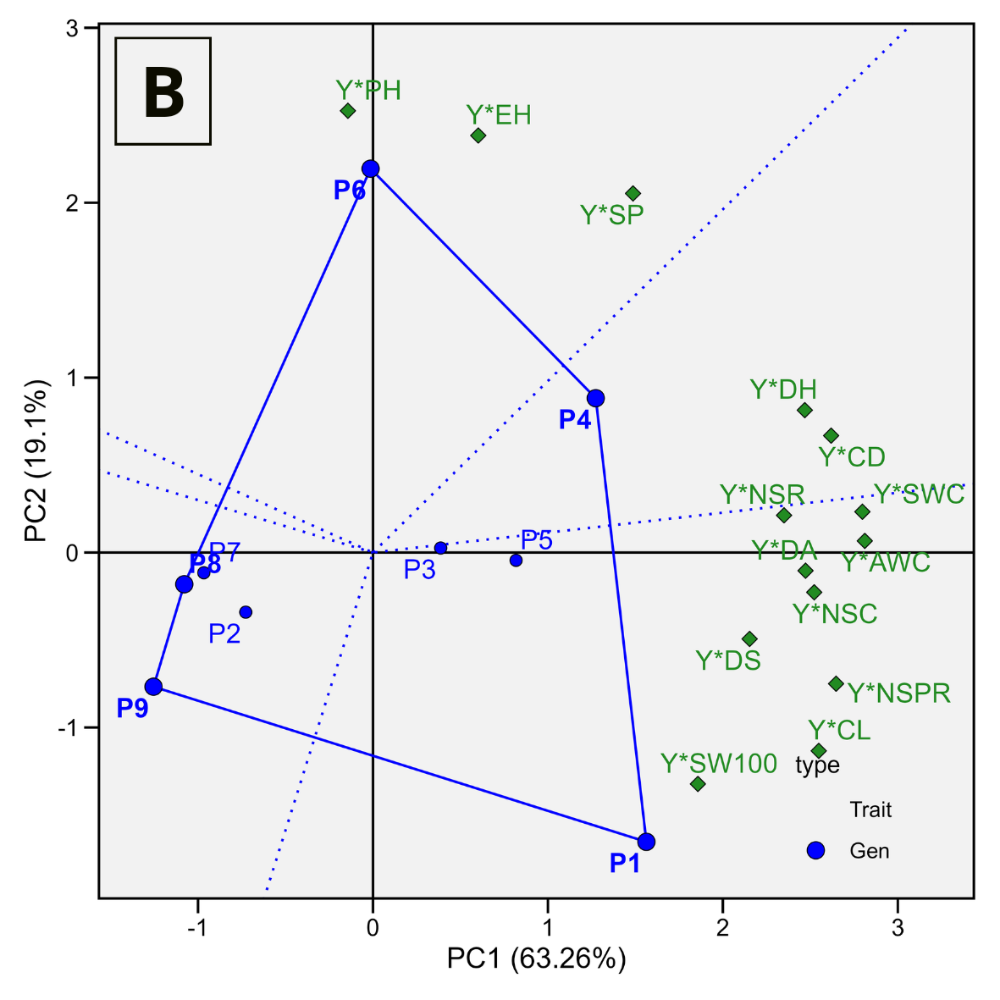 B
3
2
1
0
-1
PC2 (19.1%)
Y*PH
Y*EH
P6
Y*SP
Y*DH
P4
Y*CD
Y*NSR
Y*SWC
P5
P7
P8
P3
Y*DA
Y*AWC
Y*NSC
P2
Y*DS
Y*NSPR
P9
Y*CL
Y*SW100
type
Trait
Gen
P1
-1
0
1
2
3
PC1 (63.26%)